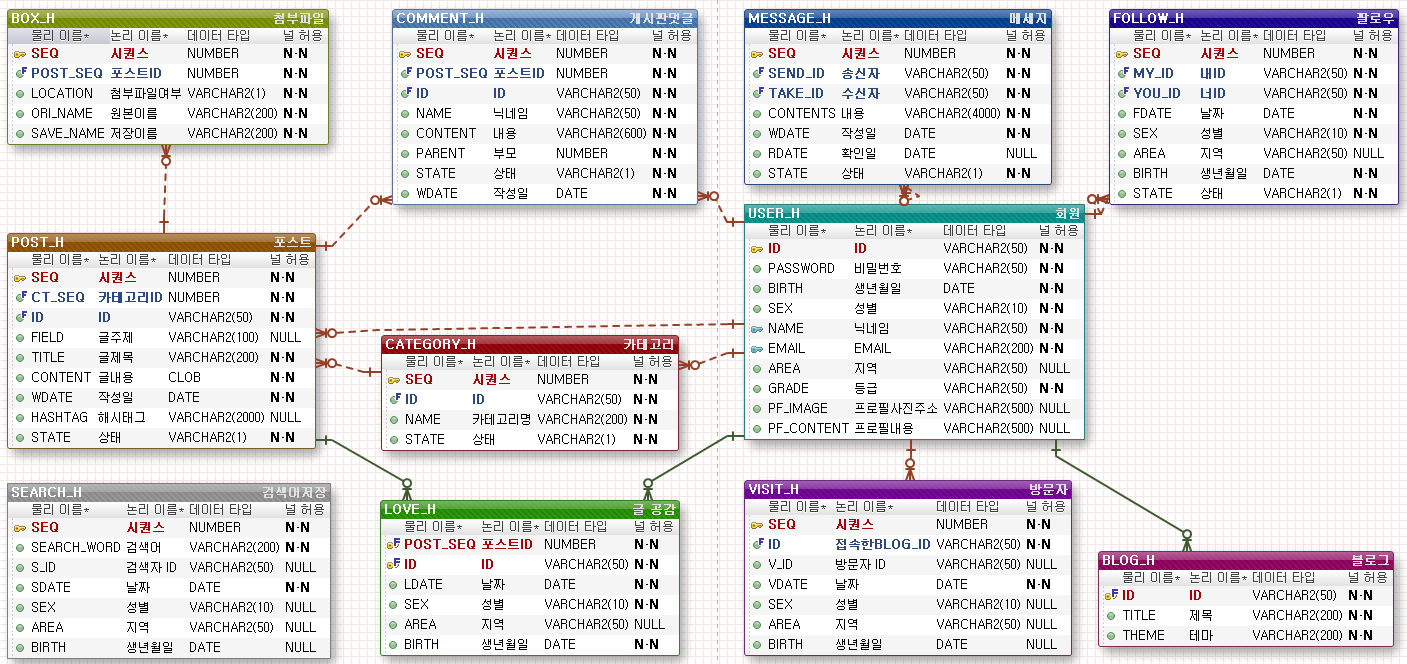 BOX_H 첨부파일
물리 이름* 논리 이름* 데이터 타입 널 허용
SEQ 시퀀스 NUMBER N·N
POST_SEQ 포스트ID NUMBER N·N
LOCATION 첨부파일여부 VARCHAR2(1) N·N
ORI_NAME 원본이름 VARCHAR2(200) N·N
SAVE_NAME 저장이름 VARCHAR2(200) N·N
COMMENT_H 게시판댓글
물리 이름* 논리 이름* 데이터 타입 널 허용
SEQ 시퀀스 NUMBER N·N
POST_SEQ 포스트ID NUMBER N·N
ID ID VARCHAR2(50) N·N
NAME 닉네임 VARCHAR2(50) N·N
CONTENT 내용 VARCHAR2(600) N·N
PARENT 부모 NUMBER N·N
STATE 상태 VARCHAR2(1) N·N
WDATE 작성일 DATE N·N
MESSAGE_H 메세지
물리 이름* 논리 이름* 데이터 타입 널 허용
SEQ 시퀀스 NUMBER N·N
SEND_ID 송신자 VARCHAR2(50) N·N
TAKE_ID 수신자 VARCHAR2(50) N·N
CONTENTS 내용 VARCHAR2(4000) N·N
WDATE 작성일 DATE N·N
RDATE 확인일 DATE NULL
STATE 상태 VARCHAR2(1) N·N
FOLLOW_H 팔로우
물리 이름* 논리 이름* 데이터 타입 널 허용
SEQ 시퀀스 NUMBER N·N
MY_ID 내ID VARCHAR2(50) N·N
YOU_ID 너ID VARCHAR2(50) N·N
FDATE 날짜 DATE N·N
SEX 성별 VARCHAR2(10) N·N
AREA 지역 VARCHAR2(50) NULL
BIRTH 생년월일 DATE N·N
STATE 상태 VARCHAR2(1) N·N
POST_H 포스트
물리 이름* 논리 이름* 데이터 타입 널 허용
SEQ 시퀀스 NUMBER N·N
CT_SEQ 카테고리ID NUMBER N·N
ID ID VARCHAR2(50) N·N
FIELD 글주제 VARCHAR2(100) NULL
TITLE 글제목 VARCHAR2(200) N·N
CONTENT 글내용 CLOB N·N
WDATE 작성일 DATE N·N
HASHTAG 해시태그 VARCHAR2(2000) NULL
STATE 상태 VARCHAR2(1) N·N
CATEGORY_H 카테고리
물리 이름* 논리 이름* 데이터 타입 널 허용
SEQ 시퀀스 NUMBER N·N
ID ID VARCHAR2(50) N·N
NAME 카테고리명 VARCHAR2(200) N·N
STATE 상태 VARCHAR2(1) N·N
USER_H 회원
물리 이름* 논리 이름* 데이터 타입 널 허용
ID ID VARCHAR2(50) N·N
PASSWORD 비밀번호 VARCHAR2(50) N·N
BIRTH 생년월일 DATE N·N
SEX 성별 VARCHAR2(10) N·N
NAME 닉네임 VARCHAR2(50) N·N
EMAIL EMAIL VARCHAR2(200) N·N
AREA 지역 VARCHAR2(50) NULL
GRADE 등급 VARCHAR2(50) N·N
PF_IMAGE 프로필사진주소 VARCHAR2(500) NULL
PF_CONTENT 프로필내용 VARCHAR2(500) NULL
SEARCH_H 검색어저장
물리 이름* 논리 이름* 데이터 타입 널 허용
SEQ 시퀀스 NUMBER N·N
SEARCH_WORD 검색어 VARCHAR2(200) N·N
S_ID 검색자 ID VARCHAR2(50) NULL
SDATE 날짜 DATE N·N
SEX 성별 VARCHAR2(10) NULL
AREA 지역 VARCHAR2(50) NULL
BIRTH 생년월일 DATE NULL
LOVE_H 글 공감
물리 이름* 논리 이름* 데이터 타입 널 허용
POST_SEQ 포스트ID NUMBER N·N
ID ID VARCHAR2(50) N·N
LDATE 날짜 DATE N·N
SEX 성별 VARCHAR2(10) N·N
AREA 지역 VARCHAR2(50) NULL
BIRTH 생년월일 DATE N·N
VISIT_H 방문자
물리 이름* 논리 이름* 데이터 타입 널 허용
SEQ 시퀀스 NUMBER N·N
ID 접속한BLOG_ID VARCHAR2(50) N·N
V_ID 방문자 ID VARCHAR2(50) NULL
VDATE 날짜 DATE N·N
SEX 성별 VARCHAR2(10) NULL
AREA 지역 VARCHAR2(50) NULL
BIRTH 생년월일 DATE NULL
BLOG_H 블로그
물리 이름* 논리 이름* 데이터 타입 널 허용
ID ID VARCHAR2(50) N·N
TITLE 제목 VARCHAR2(200) N·N
THEME 테마 VARCHAR2(200) N·N